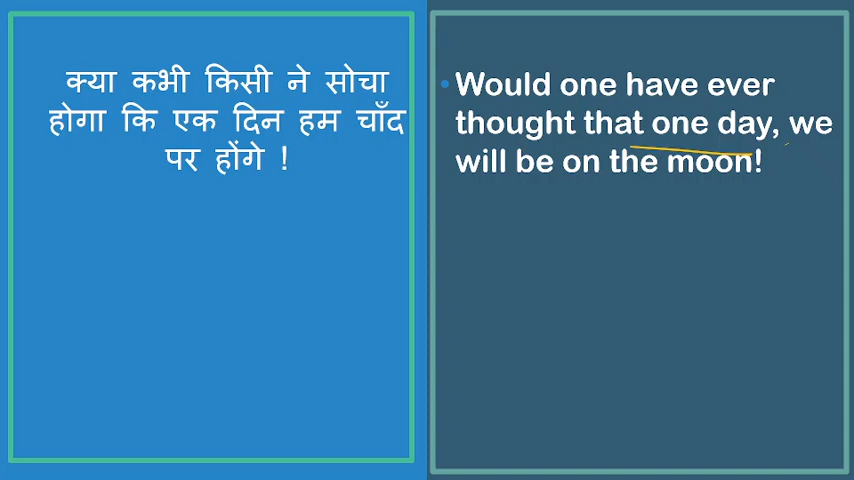 क्या कभी किसी ने सोचा
होगा कि एक दिन हम चाँद
पर होंगे !
Would one have ever
thought that one day, we
will be on the moon!